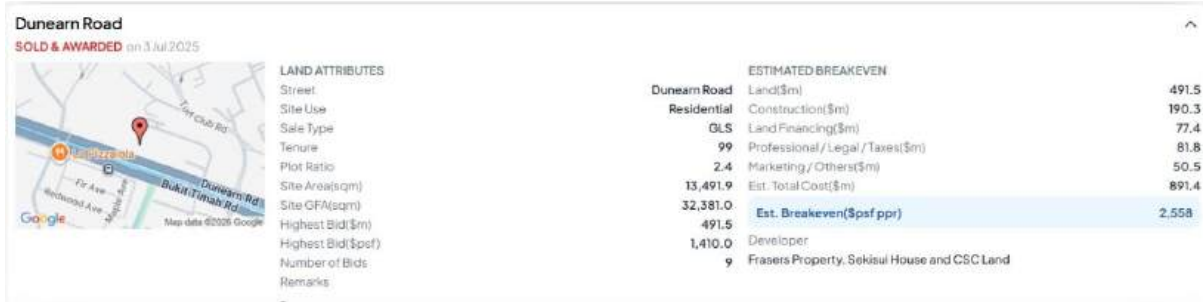 Dunearn Road
SOLD & AWARDED on 3 Jul 2025
Turf Club Rd
La Pizzaiola
Fir Ave
Redwood Ave
Maple Ave
Dunearn Rd
Bukit Timah Rd
Google
Map data ©2026 Google
LAND ATTRIBUTES
Street Dunearn Road
Site Use Residential
Sale Type GLS
Tenure 99
Plot Ratio 2.4
Site Area(sqm) 13,491.9
Site GFA(sqm) 32,381.0
Highest Bid($m) 491.5
Highest Bid($psf) 1,410.0
Number of Bids 9
Remarks
ESTIMATED BREAKEVEN
Land($m) 491.5
Construction($m) 190.3
Land Financing($m) 77.4
Professional/Legal/Taxes($m) 81.8
Marketing/Others($m) 50.5
Est. Total Cost($m) 891.4
Est. Breakeven($psf ppr) 2,558
Developer
Frasers Property, Sekisui House and CSC Land